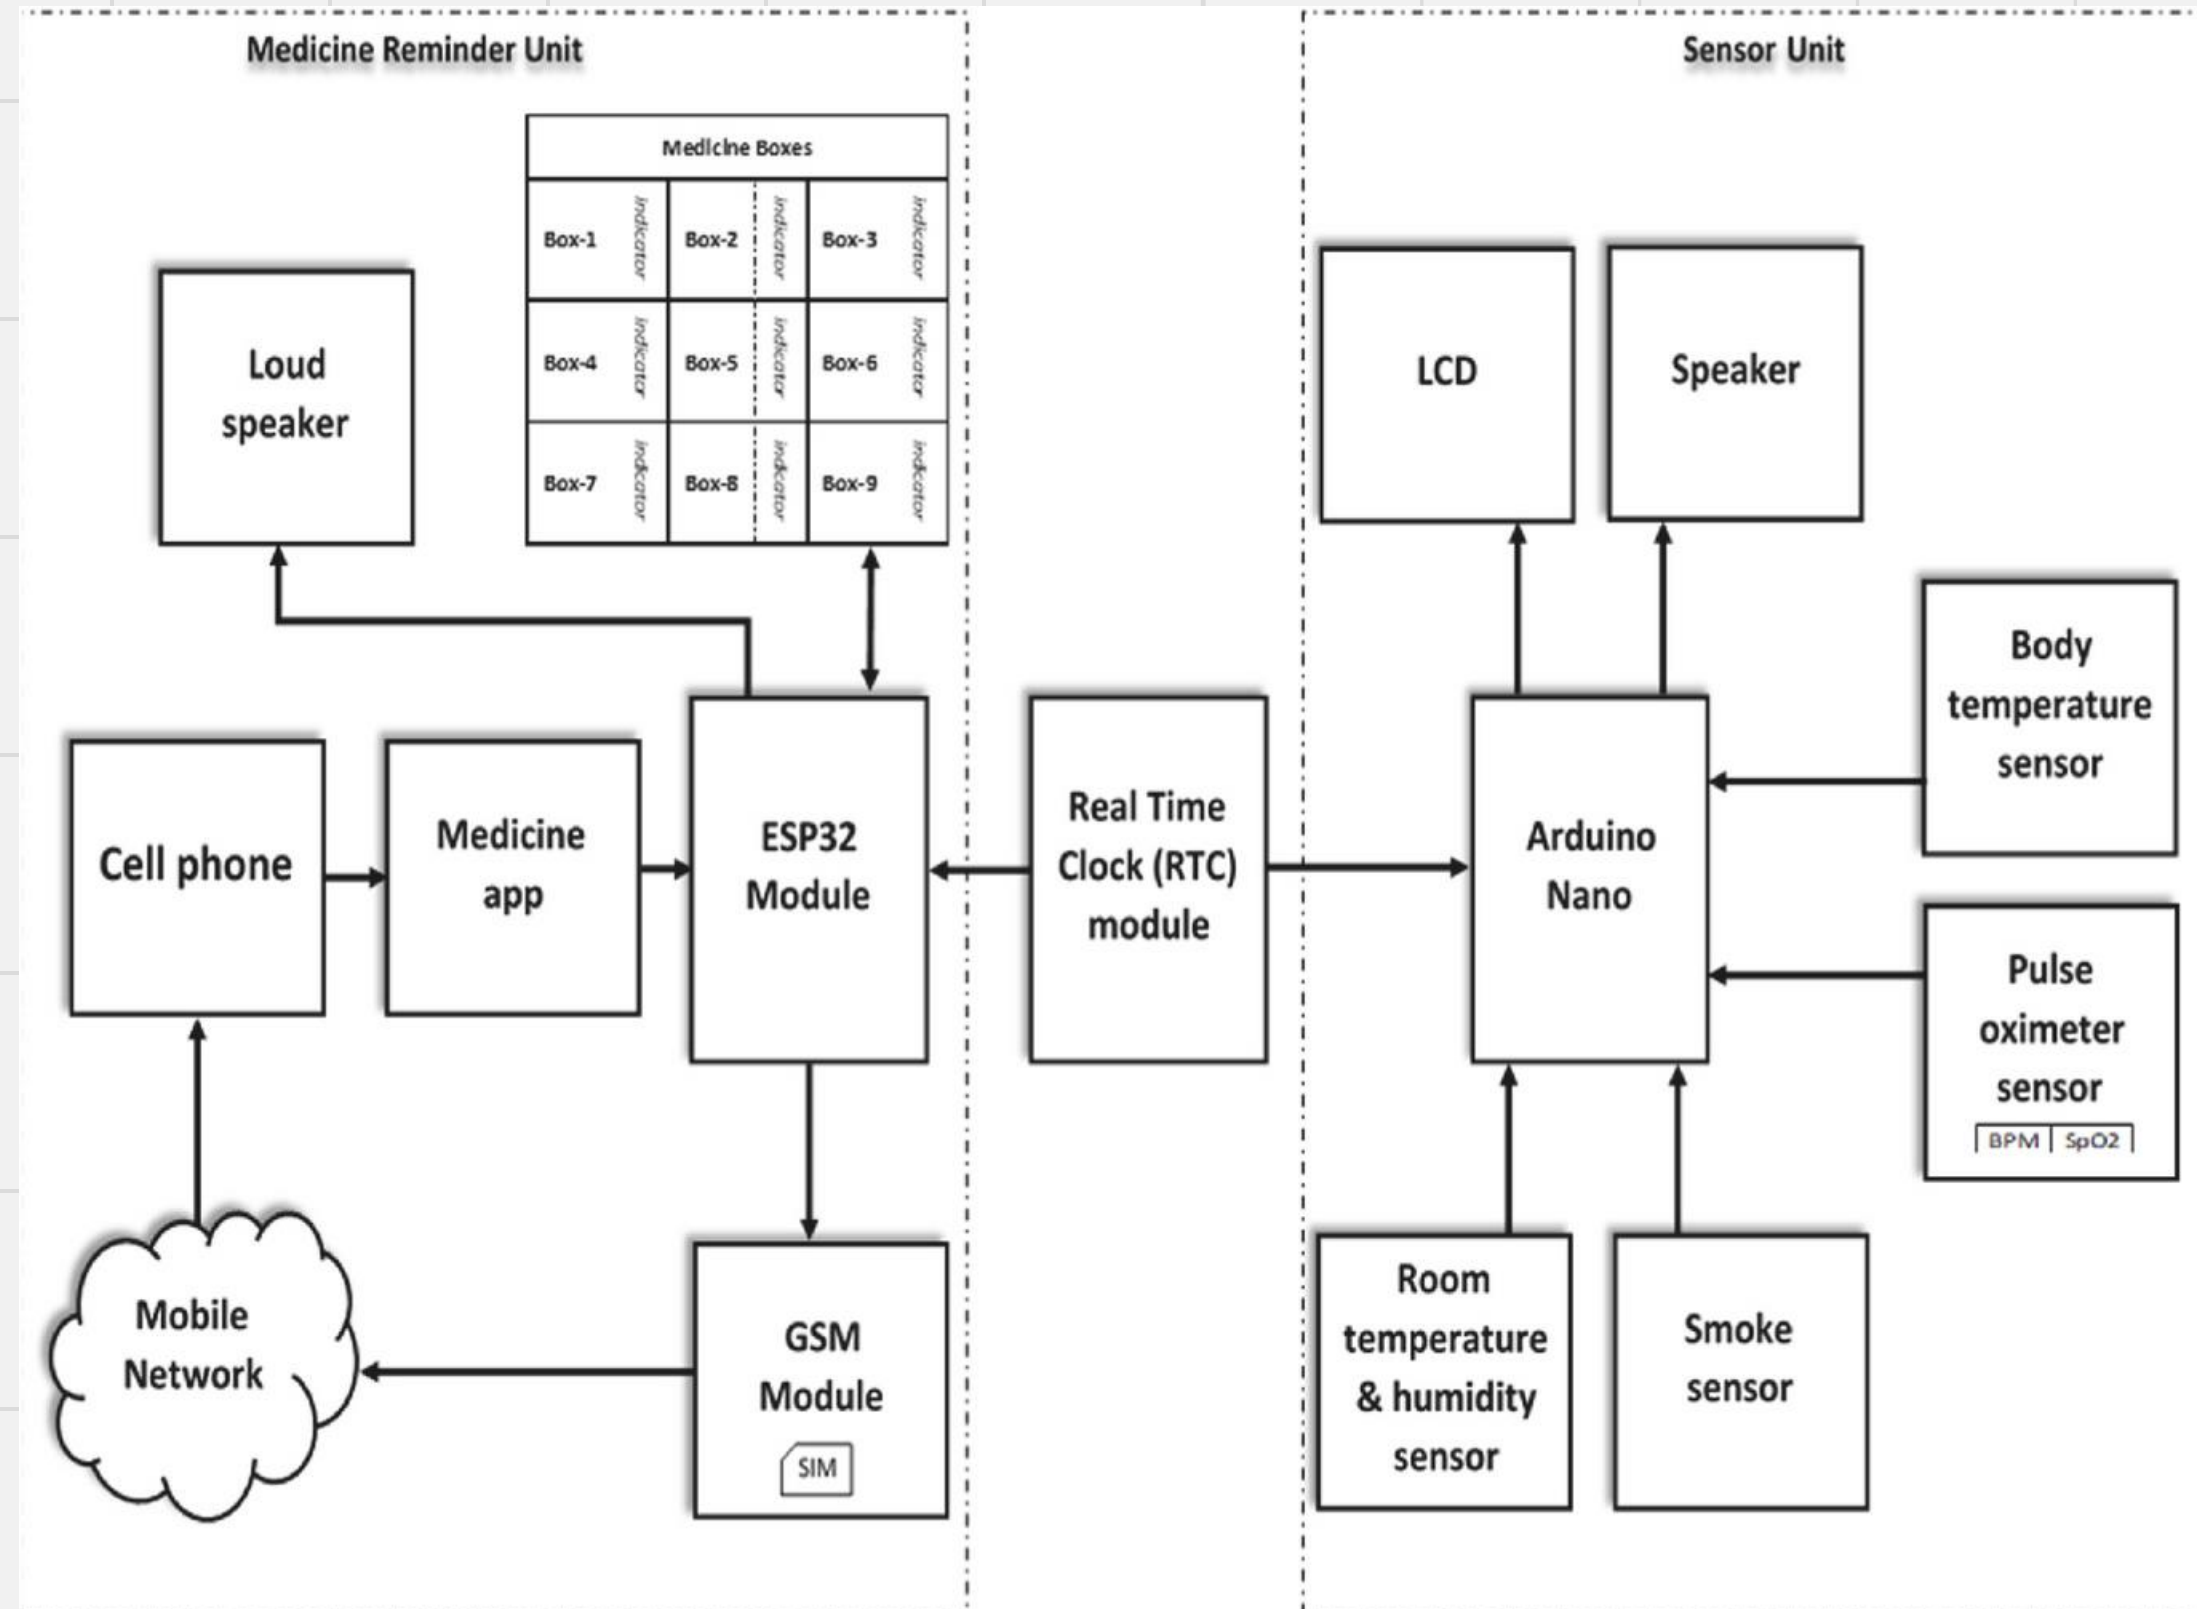 Medicine Reminder Unit
Sensor Unit
Medicine Boxes
Box-1 indicator Box-2 indicator Box-3 indicator
Box-4 indicator Box-5 indicator Box-6 indicator
Box-7 indicator Box-8 indicator Box-9 indicator
Loud
speaker
LCD
Speaker
Body
temperature
sensor
Cell phone
Medicine
app
ESP32
Module
Real Time
Clock (RTC)
module
Arduino
Nano
Pulse
oximeter
sensor
BPM SpO2
Mobile
Network
GSM
Module
SIM
Room
temperature
& humidity
sensor
Smoke
sensor